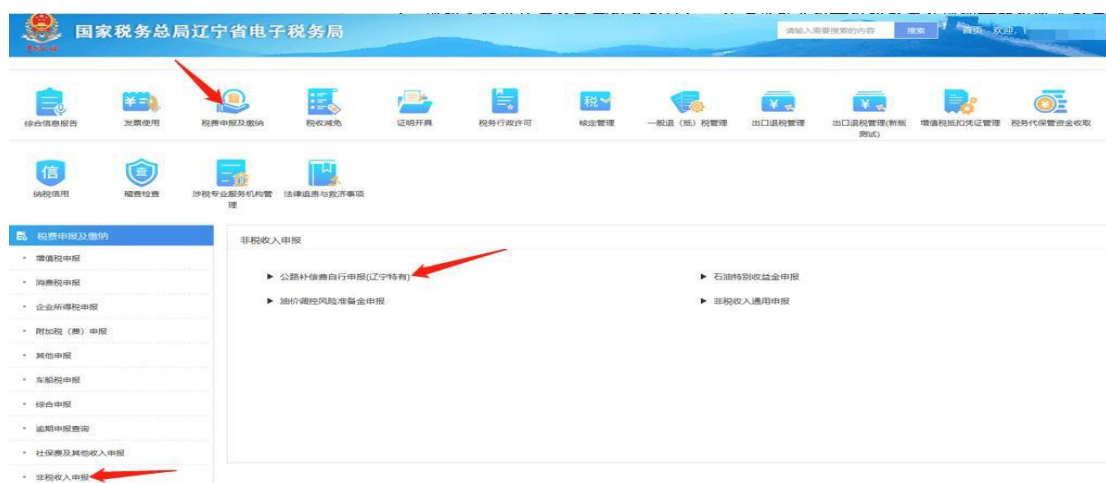 国家税务总局辽宁省电子税务局
请输入需要搜索的内容 搜索 首页 欢迎,
综合信息报告 发票使用 税费申报及缴纳 税收减免 证明开具 税务行政许可 核定管理 一般退（抵）税管理 出口退税管理 出口退税管理(新版测试) 增值税抵扣凭证管理 税务代保管资金收取
纳税信用 稽查检查 涉税专业服务机构管理 法律追责与救济事项
税费申报及缴纳
增值税申报
消费税申报
企业所得税申报
附加税（费）申报
其他申报
车船税申报
综合申报
逾期申报查询
社保费及其他收入申报
非税收入申报
非税收入申报
公路补偿费自行申报(辽宁特有)
石油特别收益金申报
油价调控风险准备金申报
非税收入通用申报